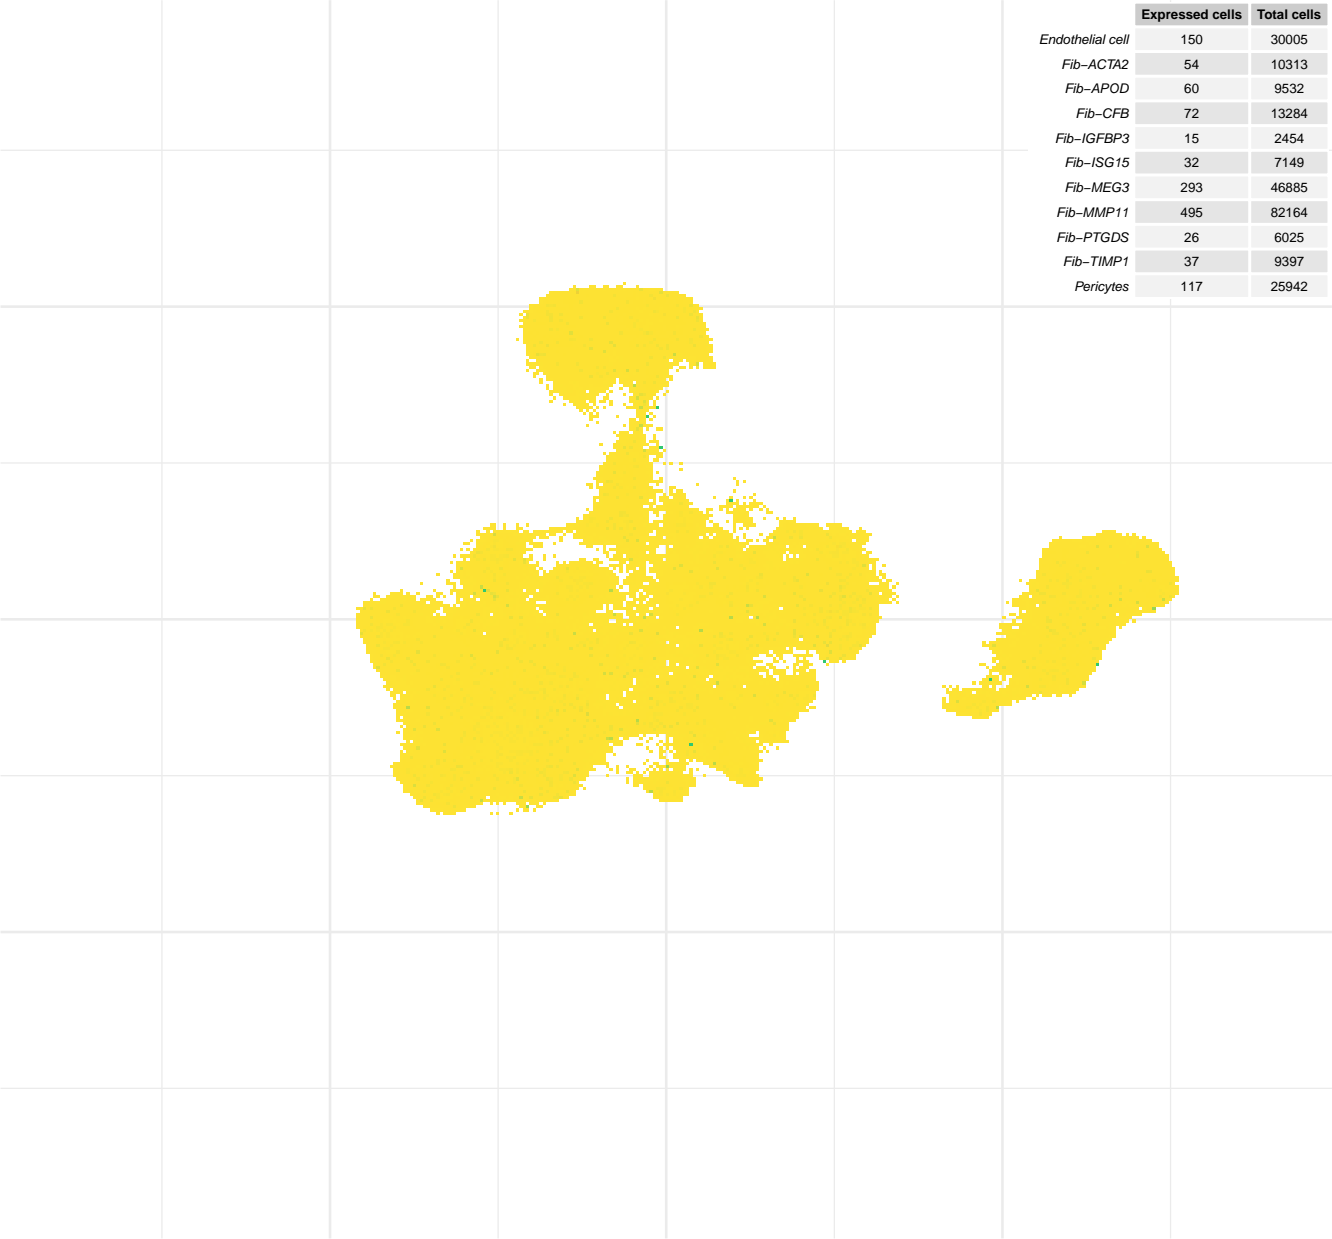 Expressed cells Total cells
Endothelial cell 150 30005
Fib−ACTA2 54 10313
Fib−APOD 60 9532
Fib−CFB 72 13284
Fib−IGFBP3 15 2454
Fib−ISG15 32 7149
Fib−MEG3 293 46885
Fib−MMP11 495 82164
Fib−PTGDS 26 6025
Fib−TIMP1 37 9397
Pericytes 117 25942